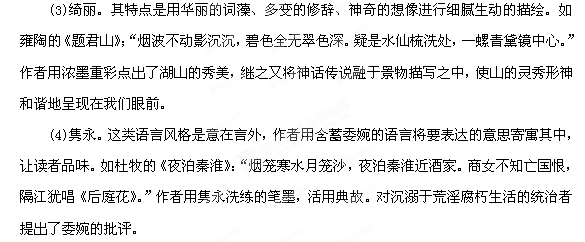 (3)绮丽。其特点是用华丽的词藻、多变的修辞、神奇的想像进行细腻生动的描绘。如
雍陶的《题君山》:“烟波不动影沉沉，碧色全无翠色深。疑是水仙梳洗处，一螺青黛镜中心。”
作者用浓墨重彩点出了湖山的秀美，继之又将神话传说融于景物描写之中，使山的灵秀形神
和谐地呈现在我们眼前。
(4)隽永。这类语言风格是意在言外，作者用含蓄委婉的语言将要表达的意思寄寓其中，
让读者品味。如杜牧的《夜泊秦淮》:“烟笼寒水月笼沙，夜泊秦淮近酒家。商女不知亡国恨，
隔江犹唱《后庭花》。”作者用隽永洗练的笔墨，活用典故。对沉溺于荒淫腐朽生活的统治者
提出了委婉的批评。